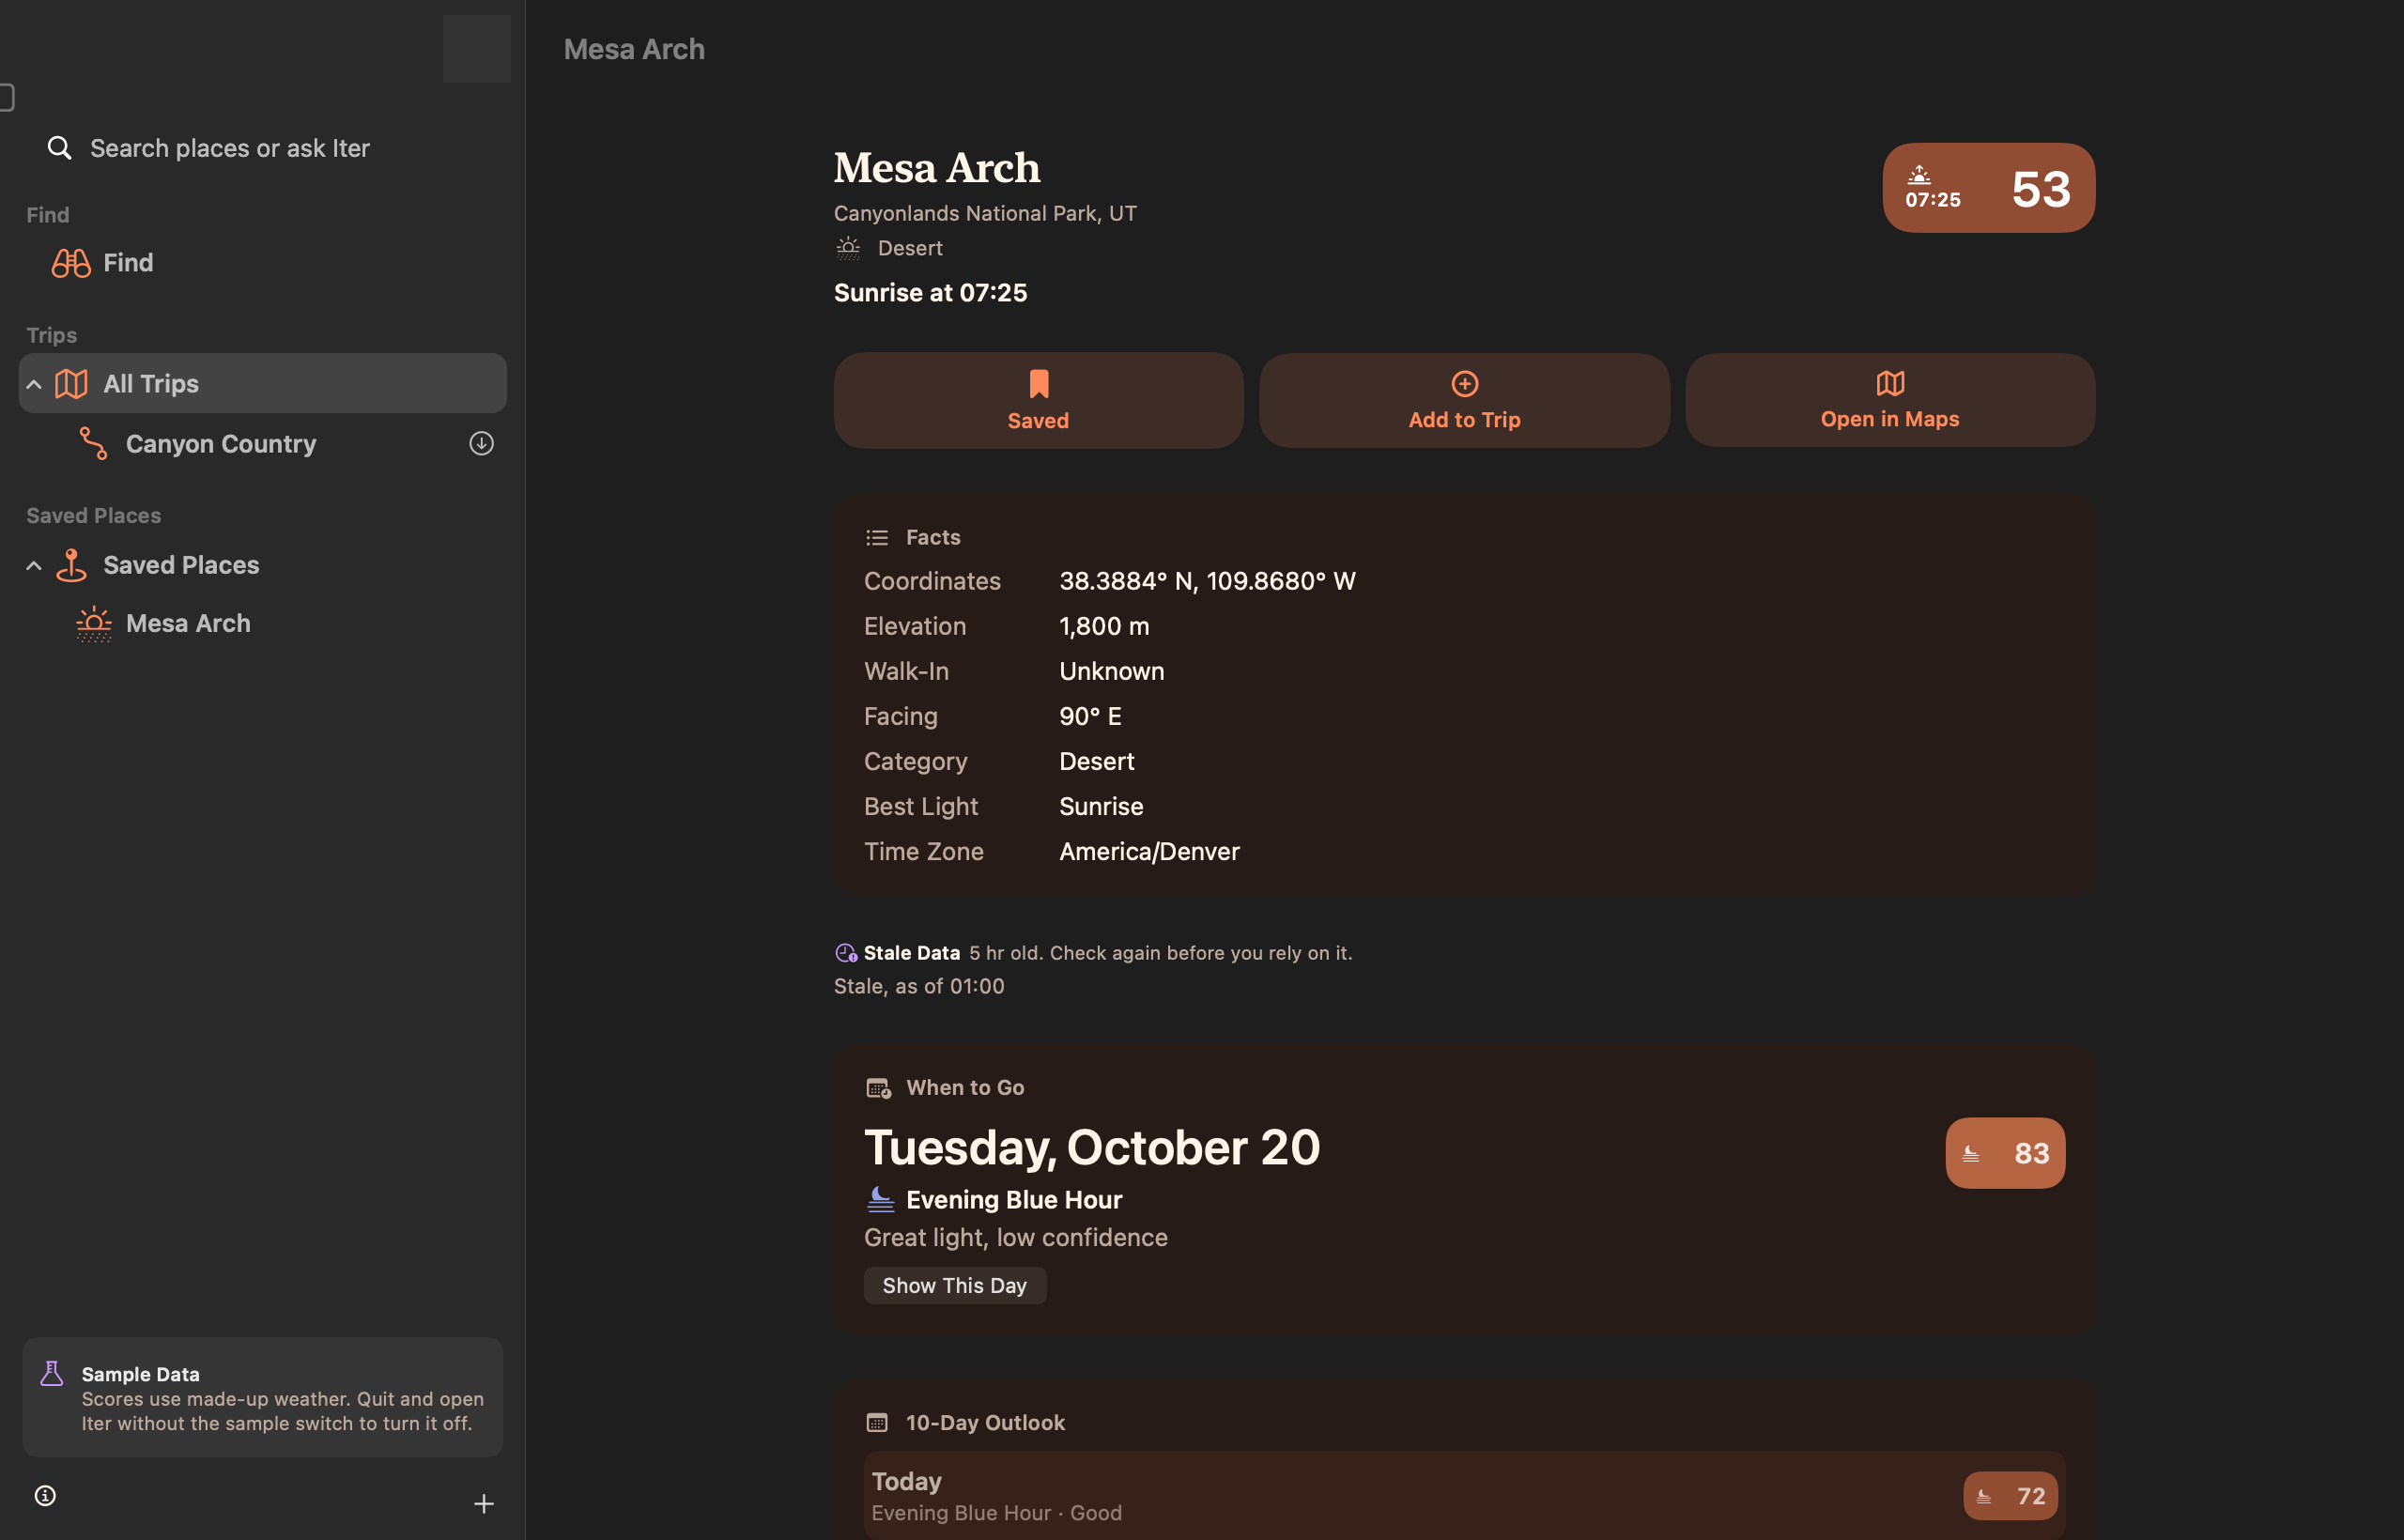 Mesa Arch
Search places or ask Iter
Find
Find
Trips
All Trips
Canyon Country
Saved Places
Saved Places
Mesa Arch
Sample Data
Scores use made-up weather. Quit and open
Iter without the sample switch to turn it off.
Mesa Arch
Canyonlands National Park, UT
Desert
Sunrise at 07:25
07:25 53
Saved
Add to Trip
Open in Maps
Facts
Coordinates 38.3884° N, 109.8680° W
Elevation 1,800 m
Walk-In Unknown
Facing 90° E
Category Desert
Best Light Sunrise
Time Zone America/Denver
Stale Data 5 hr old. Check again before you rely on it.
Stale, as of 01:00
When to Go
Tuesday, October 20
83
Evening Blue Hour
Great light, low confidence
Show This Day
10-Day Outlook
Today
Evening Blue Hour · Good
72